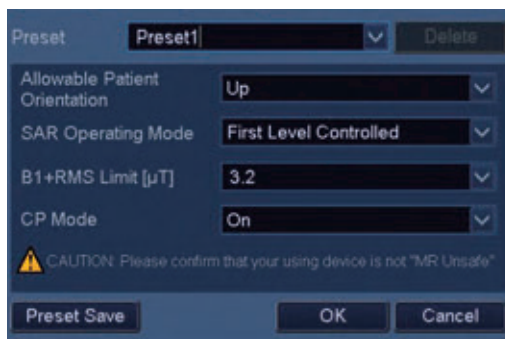 Preset Preset1 Delete
Allowable Patient
Orientation Up
SAR Operating Mode First Level Controlled
B1+RMS Limit [μT] 3.2
CP Mode On
CAUTION: Please confirm that your using device is not "MR Unsafe"
Preset Save OK Cancel